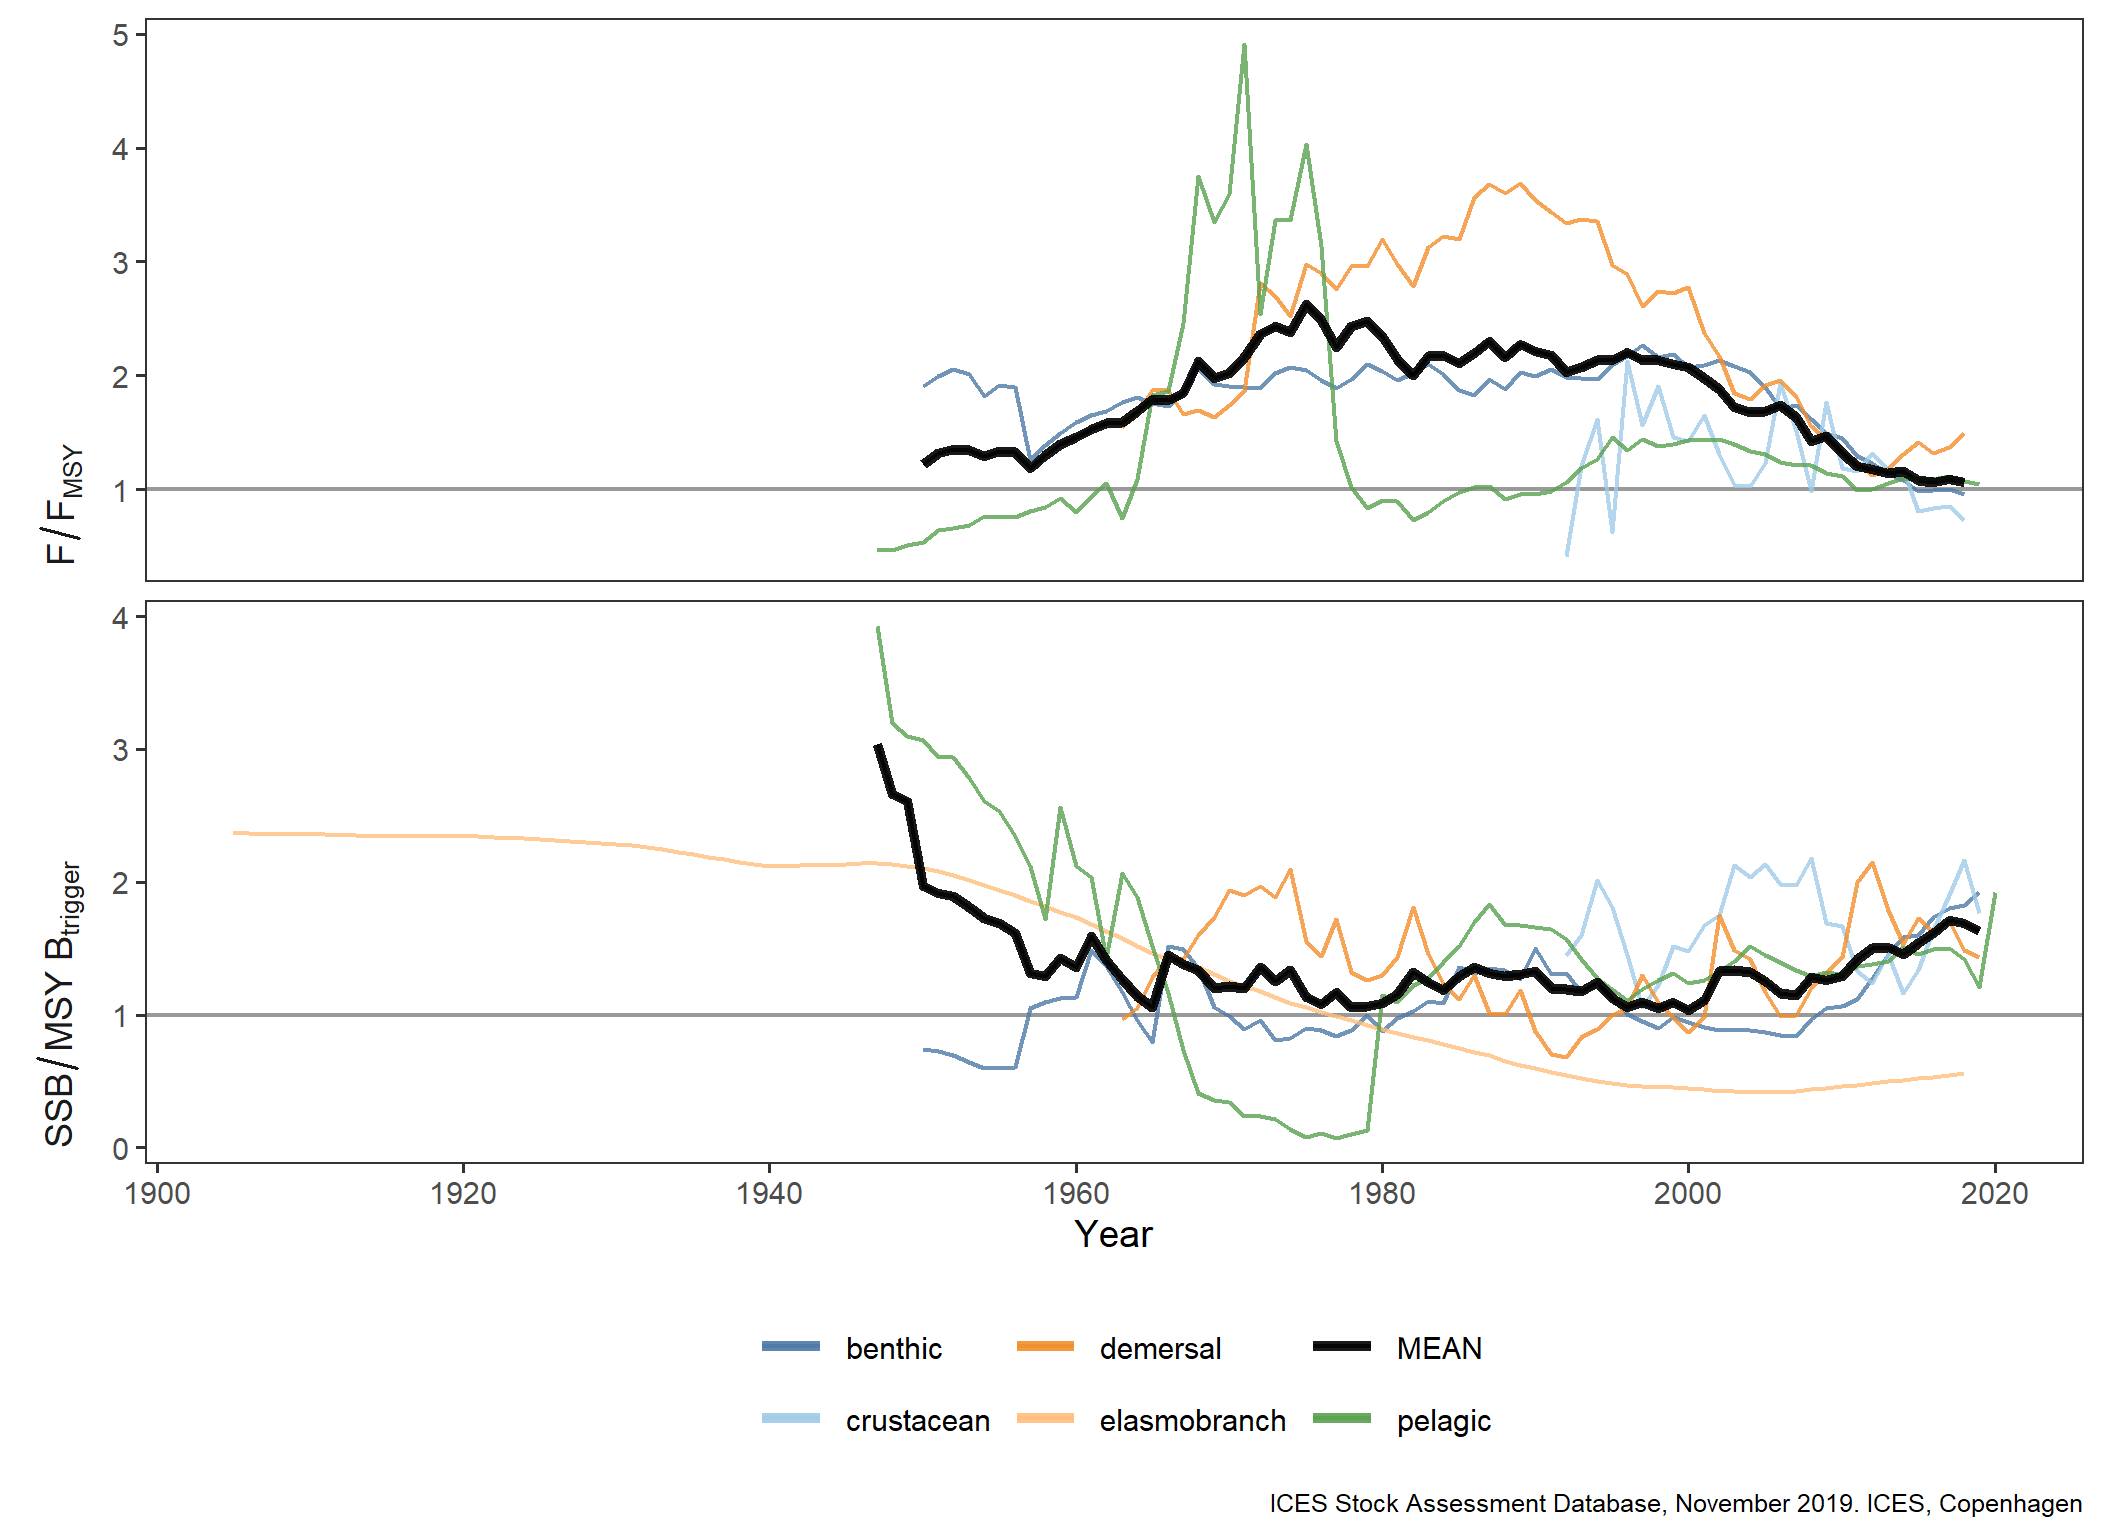 5
4
3
2
1
F / FMSY
4
3
2
1
0
SSB / MSY Btrigger
1900 1920 1940 1960 1980 2000 2020
Year
benthic demersal MEAN
crustacean elasmobranch pelagic
ICES Stock Assessment Database, November 2019. ICES, Copenhagen